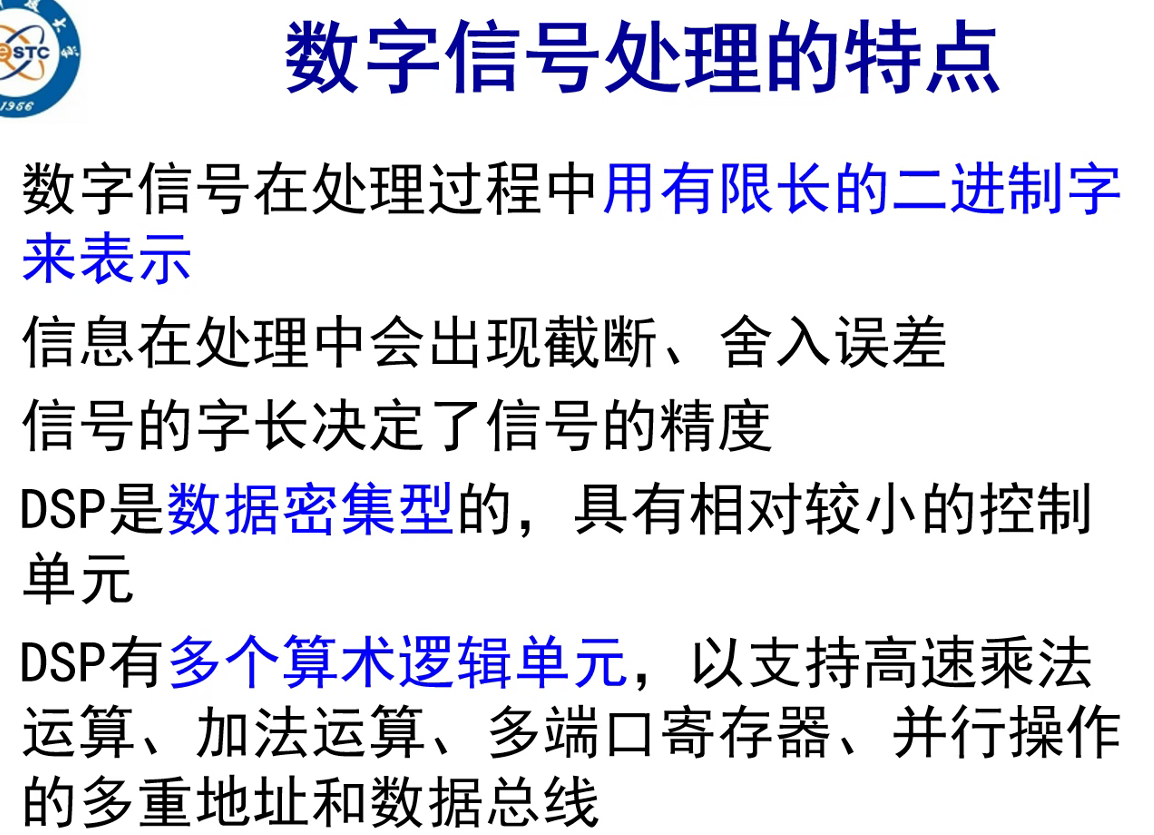 eSTC
1956
数字信号处理的特点
数字信号在处理过程中用有限长的二进制字
来表示
信息在处理中会出现截断、舍入误差
信号的字长决定了信号的精度
DSP是数据密集型的，具有相对较小的控制
单元
DSP有多个算术逻辑单元，以支持高速乘法
运算、加法运算、多端口寄存器、并行操作
的多重地址和数据总线